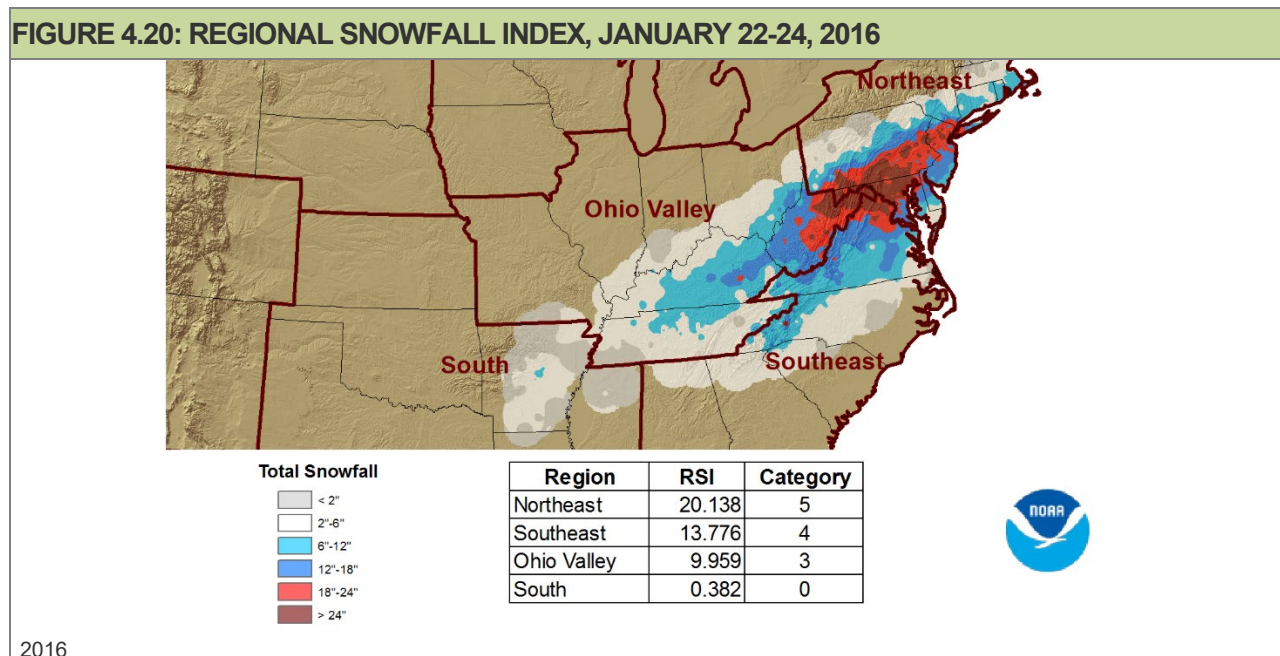 FIGURE 4.20: REGIONAL SNOWFALL INDEX, JANUARY 22-24, 2016
Northeast
Ohio Valley
South
Southeast
Total Snowfall
< 2"
2"-6"
6"-12"
12"-18"
18"-24"
> 24"
Region RSI Category
Northeast 20.138 5
Southeast 13.776 4
Ohio Valley 9.959 3
South 0.382 0
NOAA
2016